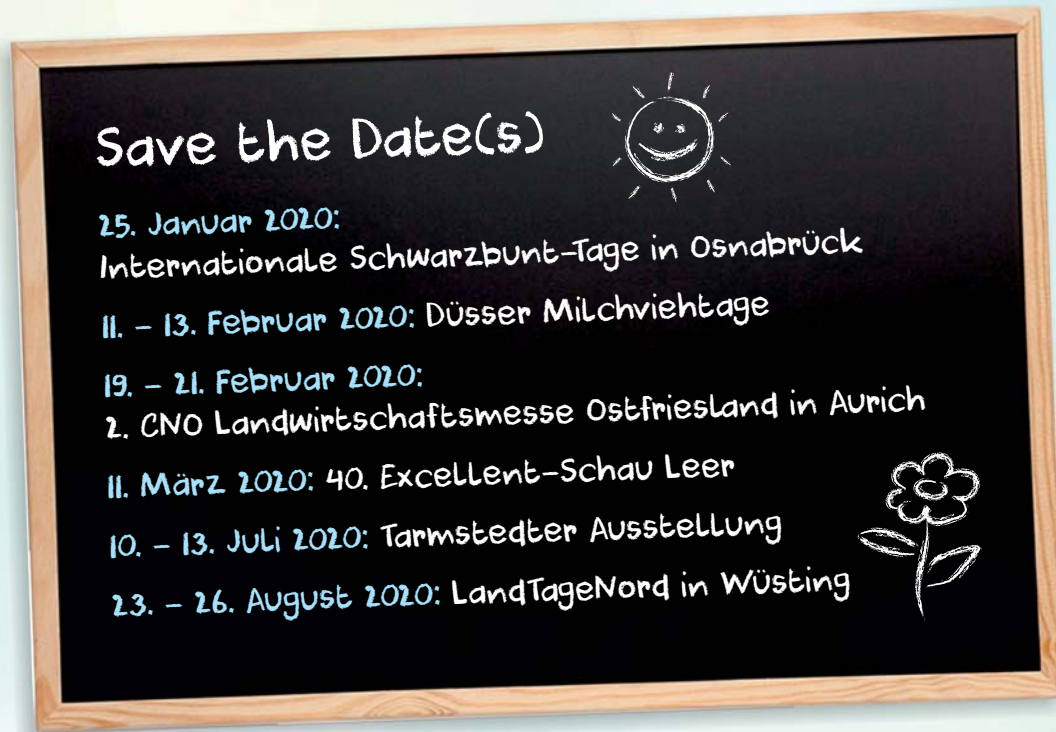 Save the Date(s)
25. Januar 2020:
Internationale Schwarzbunt-Tage in Osnabrück
11. – 13. Februar 2020: Düsser Milchviehtage
19. – 21. Februar 2020:
2. CNO Landwirtschaftsmesse Ostfriesland in Aurich
11. März 2020: 40. Excellent-Schau Leer
10. – 13. Juli 2020: Tarmstedter Ausstellung
23. – 26. August 2020: LandTageNord in Wüsting